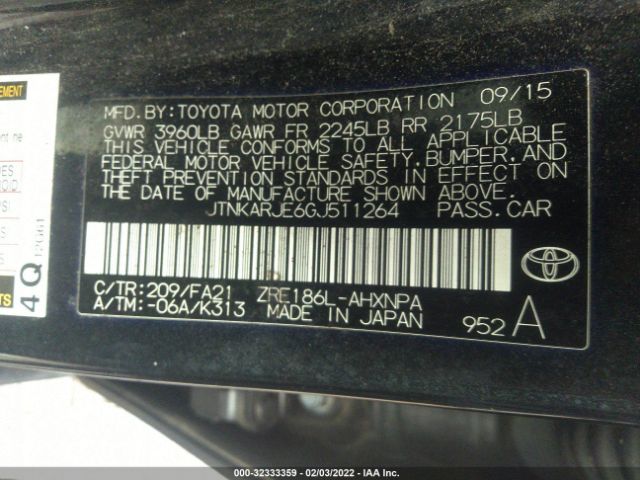 EMENT
MFD.BY:TOYOTA MOTOR CORPORATION 09/15
GVWR 3960LB GAWR FR 2245LB RR 2175LB
THIS VEHICLE CONFORMS TO ALL APPLICABLE
FEDERAL MOTOR VEHICLE SAFETY,BUMPER,AND
THEFT PREVENTION STANDARDS IN EFFECT ON
THE DATE OF MANUFACTURE SHOWN ABOVE.
JTNKARJE6GJ511264 PASS.CAR
C/TR:209/FA21 ZRE186L-AHXNPA
A/TM:-06A/K313 MADE IN JAPAN
952 A
TOYOTA
4Q
TS
000-32333359 - 02/03/2022 - IAA Inc.